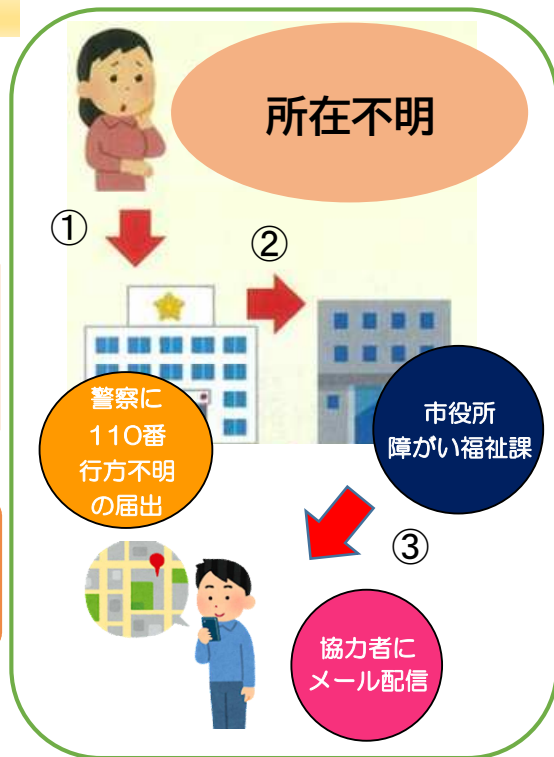 所在不明
①
②
警察に
110番
行方不明
の届出
市役所
障がい福祉課
③
協力者に
メール配信